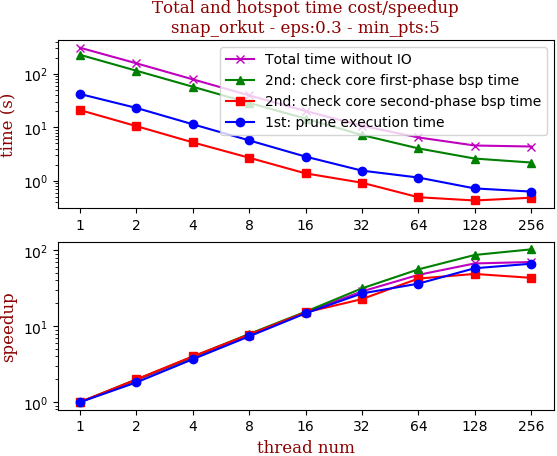 Total and hotspot time cost/speedup
snap_orkut - eps:0.3 - min_pts:5
time (s)
10² 10¹ 10⁰
Total time without IO
2nd: check core first-phase bsp time
2nd: check core second-phase bsp time
1st: prune execution time
1 2 4 8 16 32 64 128 256
speedup
10² 10¹ 10⁰
1 2 4 8 16 32 64 128 256
thread num